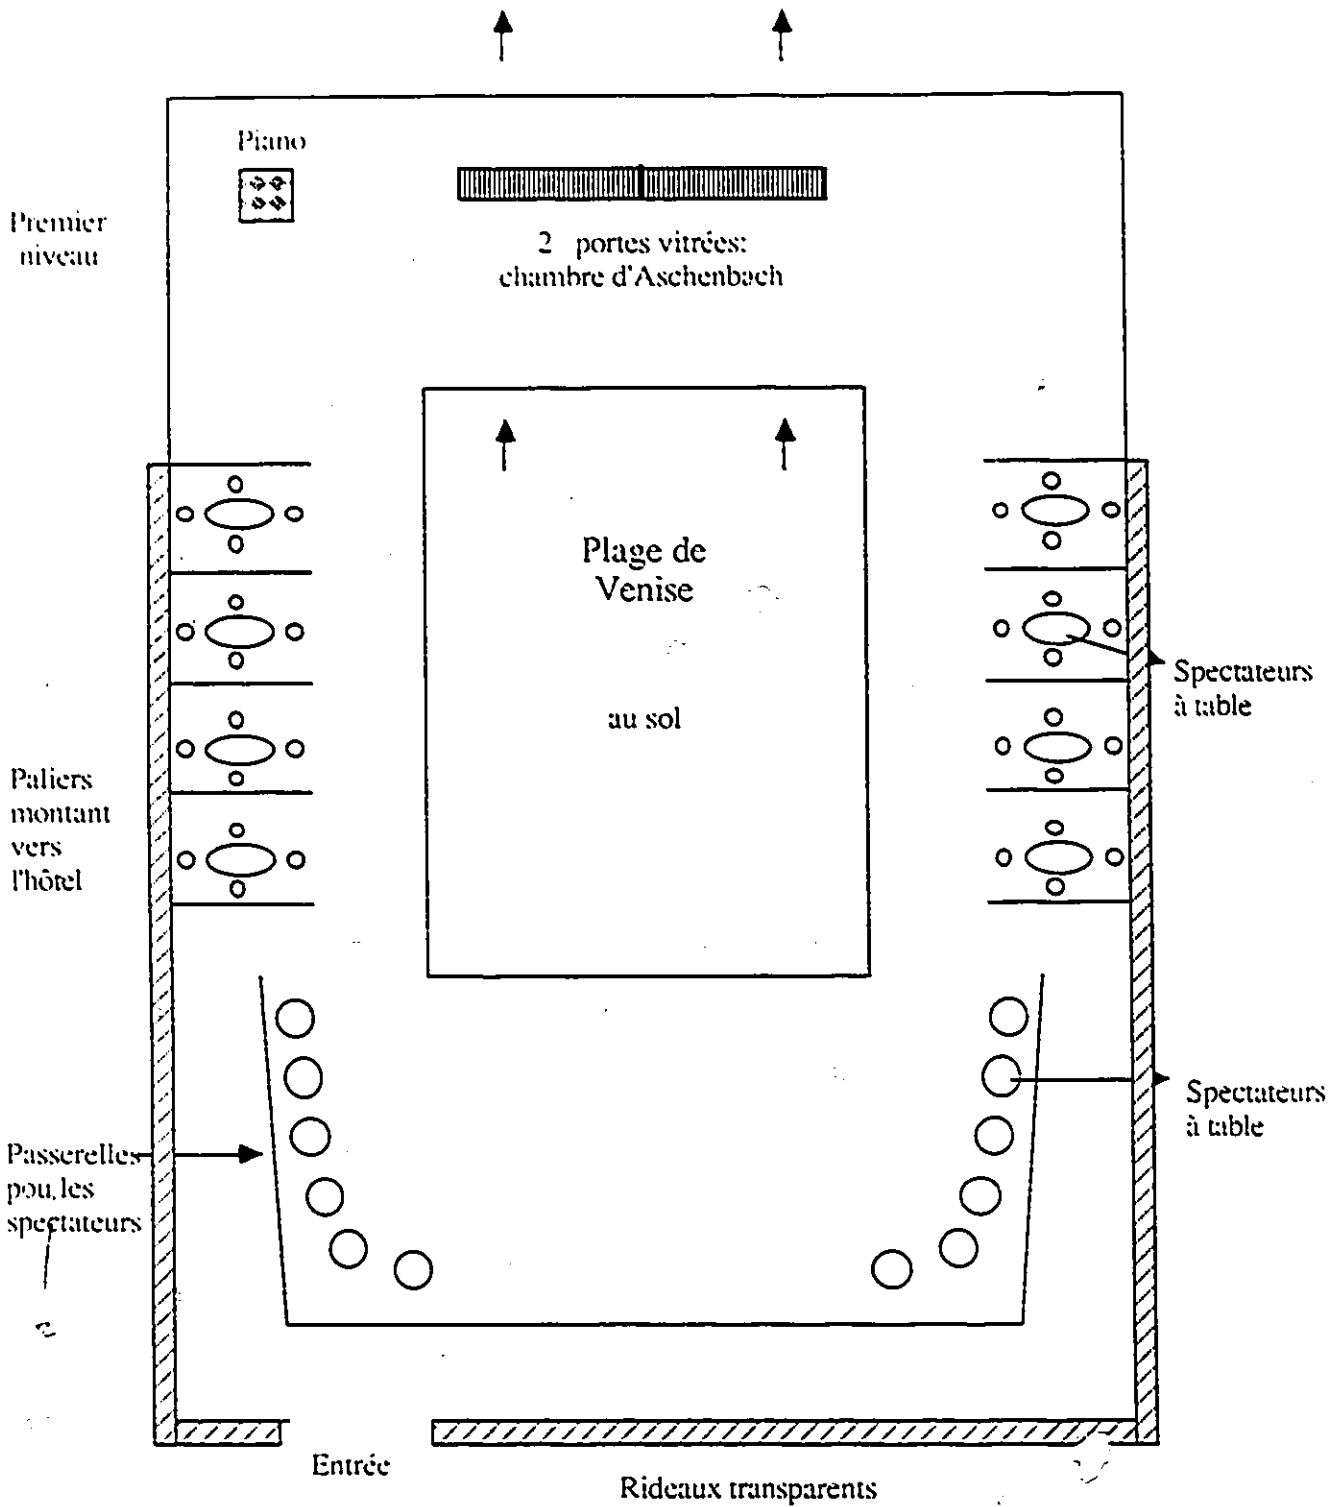 Piano
Premier
niveau
2 portes vitrées:
chambre d'Aschenbach
Plage de
Venise
au sol
Spectateurs
à table
Paliers
montant
vers
l'hôtel
Spectateurs
à table
Passerelles
pou les
spectateurs
Entrée
Rideaux transparents